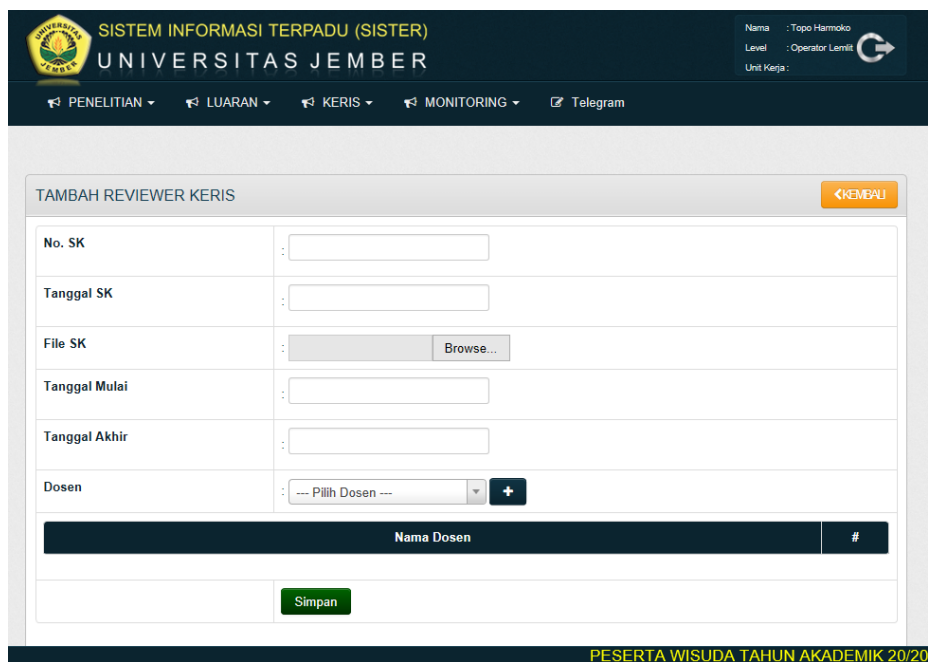 SISTEM INFORMASI TERPADU (SISTER)
UNIVERSITAS JEMBER
UNIVERSITAS
JEMBER
Nama : Topo Harmoko
Level : Operator Lemlit
Unit Kerja :
PENELITIAN LUARAN KERIS MONITORING Telegram
TAMBAH REVIEWER KERIS
KEMBALI
No. SK :
Tanggal SK :
File SK : Browse...
Tanggal Mulai :
Tanggal Akhir :
Dosen : --- Pilih Dosen --- +
Nama Dosen #
Simpan
PESERTA WISUDA TAHUN AKADEMIK 20/20